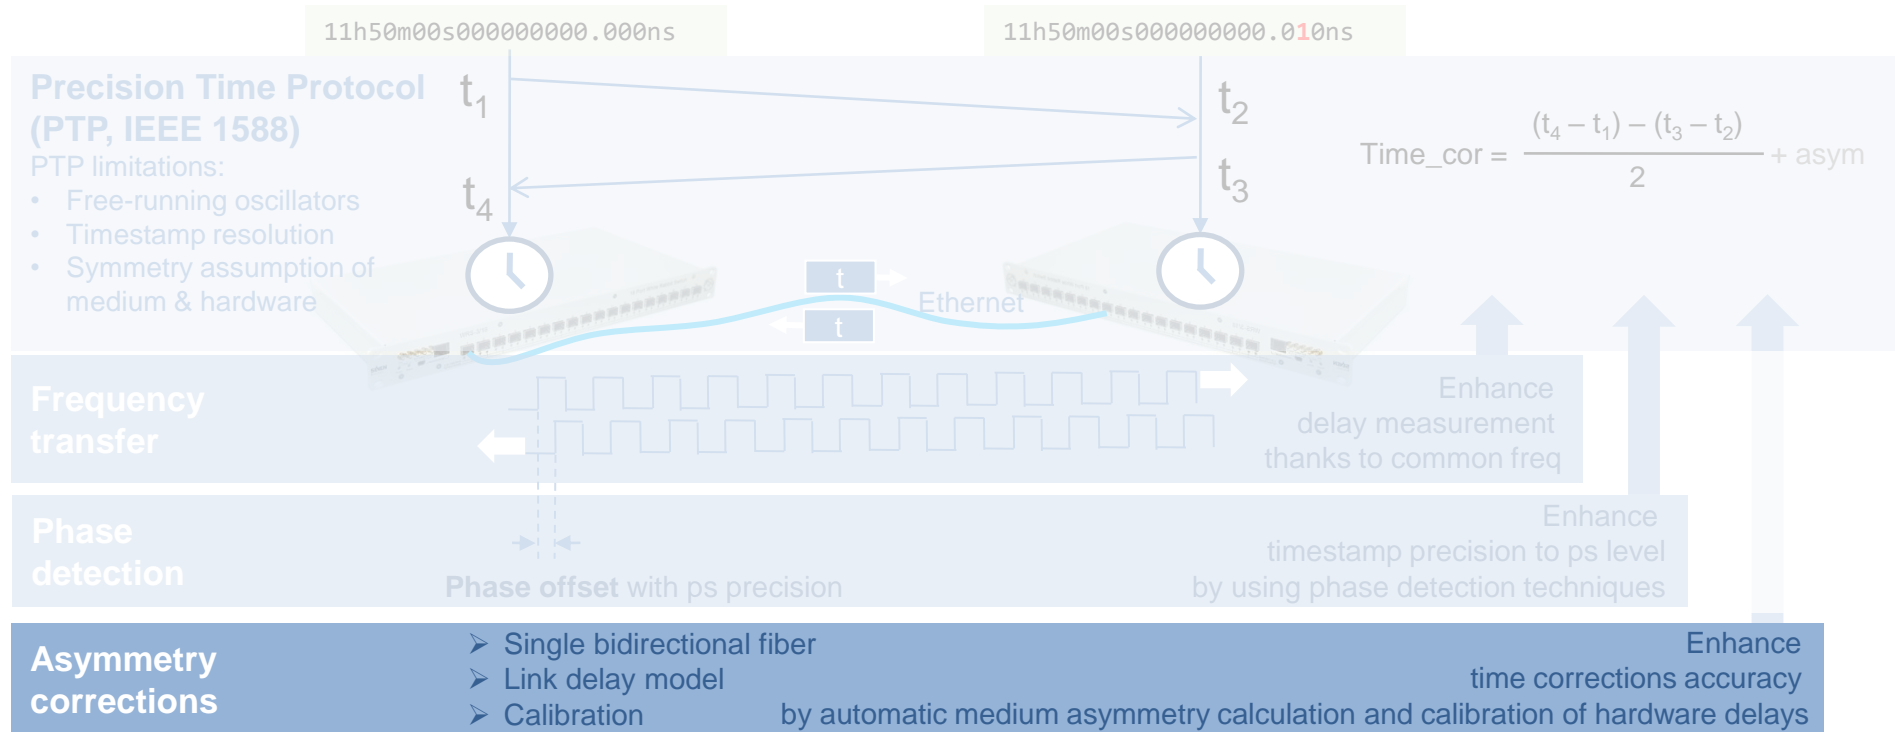 11h50m00s000000000.000ns
11h50m00s000000000.010ns
Precision Time Protocol
(PTP, IEEE 1588)
PTP limitations:
• Free-running oscillators
• Timestamp resolution
• Symmetry assumption of
medium & hardware
t1
t2
t3
t4
Time_cor = (t4 – t1) – (t3 – t2)
2
+ asym
t
Ethernet
t
Frequency
transfer
Enhance
delay measurement
thanks to common freq
Phase
detection
Phase offset with ps precision
Enhance
timestamp precision to ps level
by using phase detection techniques
Asymmetry
corrections
➢ Single bidirectional fiber
➢ Link delay model
➢ Calibration
Enhance
time corrections accuracy
by automatic medium asymmetry calculation and calibration of hardware delays